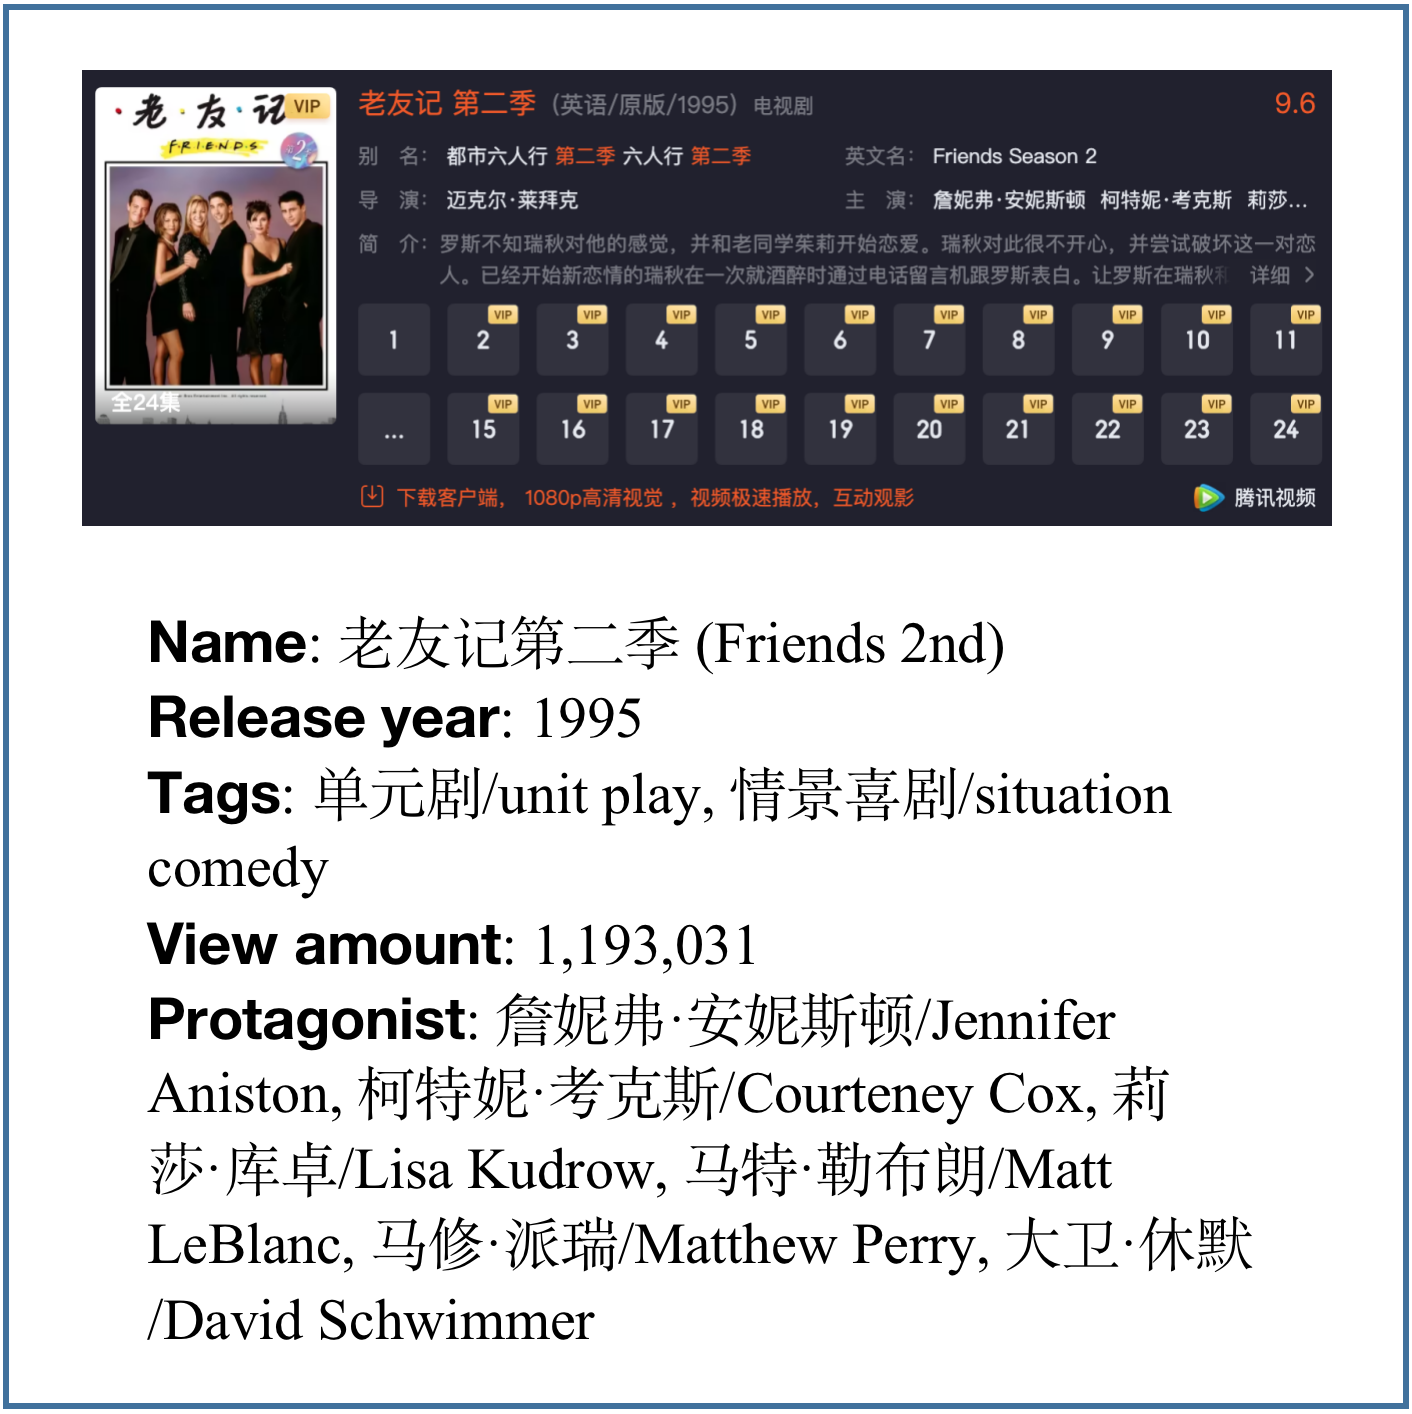 ·老·友·记
VIP
F·R·I·E·N·D·S
2
全24集
老友记 第二季 (英语/原版/1995) 电视剧 9.6
别 名： 都市六人行 第二季 六人行 第二季 英文名： Friends Season 2
导 演： 迈克尔·莱拜克 主 演： 詹妮弗·安妮斯顿 柯特妮·考克斯 莉莎...
简 介： 罗斯不知瑞秋对他的感觉，并和老同学茱莉开始恋爱。瑞秋对此很不开心，并尝试破坏这一对恋
人。已经开始新恋情的瑞秋在一次就酒醉时通过电话留言机跟罗斯表白。让罗斯在瑞秋和 详细 >
VIP VIP VIP VIP VIP VIP VIP VIP VIP VIP
1 2 3 4 5 6 7 8 9 10 11
VIP VIP VIP VIP VIP VIP VIP VIP VIP VIP
... 15 16 17 18 19 20 21 22 23 24
下载客户端， 1080p高清视觉 ，视频极速播放，互动观影 腾讯视频
Name: 老友记第二季 (Friends 2nd)
Release year: 1995
Tags: 单元剧/unit play, 情景喜剧/situation
comedy
View amount: 1,193,031
Protagonist: 詹妮弗·安妮斯顿/Jennifer
Aniston, 柯特妮·考克斯/Courteney Cox, 莉
莎·库卓/Lisa Kudrow, 马特·勒布朗/Matt
LeBlanc, 马修·派瑞/Matthew Perry, 大卫·休默
/David Schwimmer